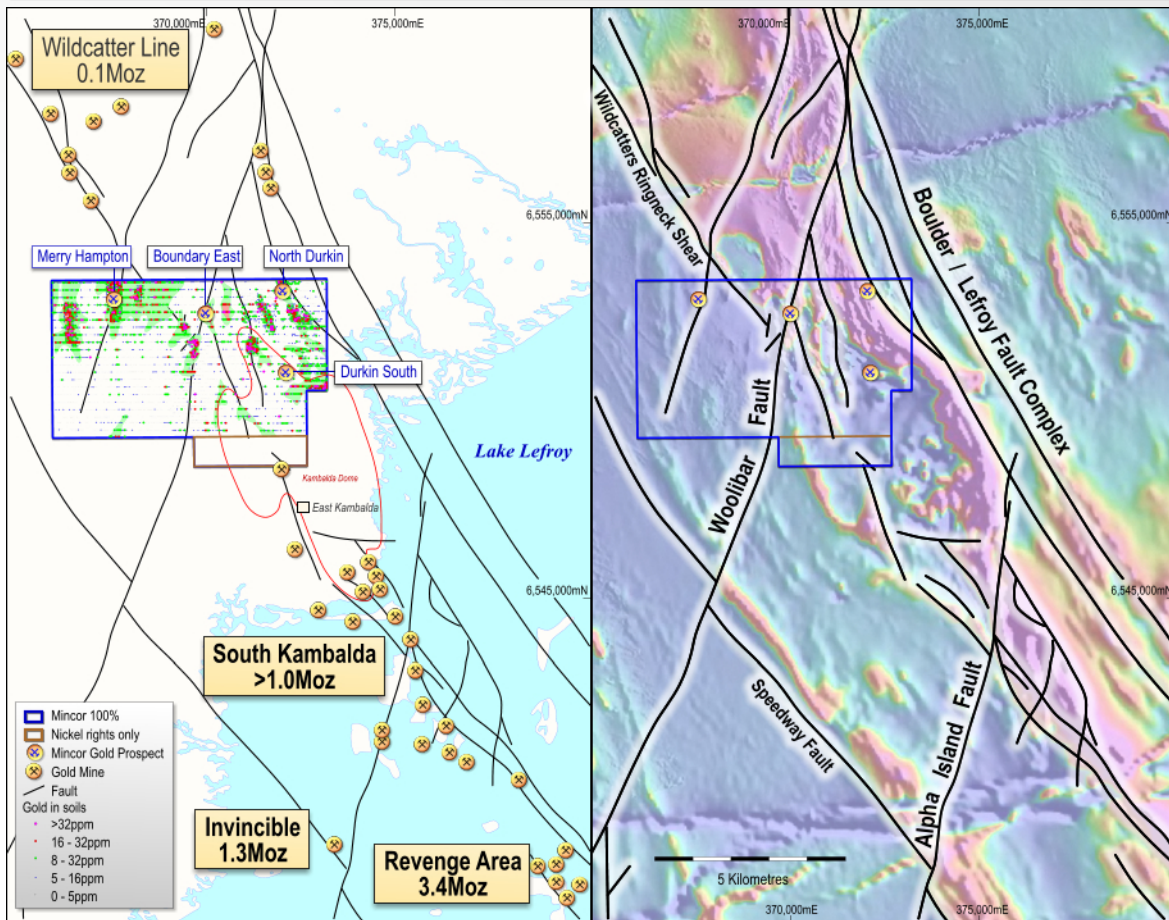 370,000mE
375,000mE
Wildcatter Line
0.1Moz
6,555,000mN
Merry Hampton
Boundary East
North Durkin
Durkin South
Lake Lefroy
Kambalda Dome
East Kambalda
6,545,000mN
South Kambalda
>1.0Moz
Mincor 100%
Nickel rights only
Mincor Gold Prospect
Gold Mine
Fault
Gold in soils
>32ppm
16 - 32ppm
8 - 32ppm
5 - 16ppm
0 - 5ppm
Invincible
1.3Moz
Revenge Area
3.4Moz
370,000mE
375,000mE
Wildcatters Ringneck Shear
6,555,000mN
Boulder / Lefroy Fault Complex
Woolibar Fault
6,545,000mN
Speedway Fault
Alpha Island Fault
5 Kilometres
370,000mE
375,000mE